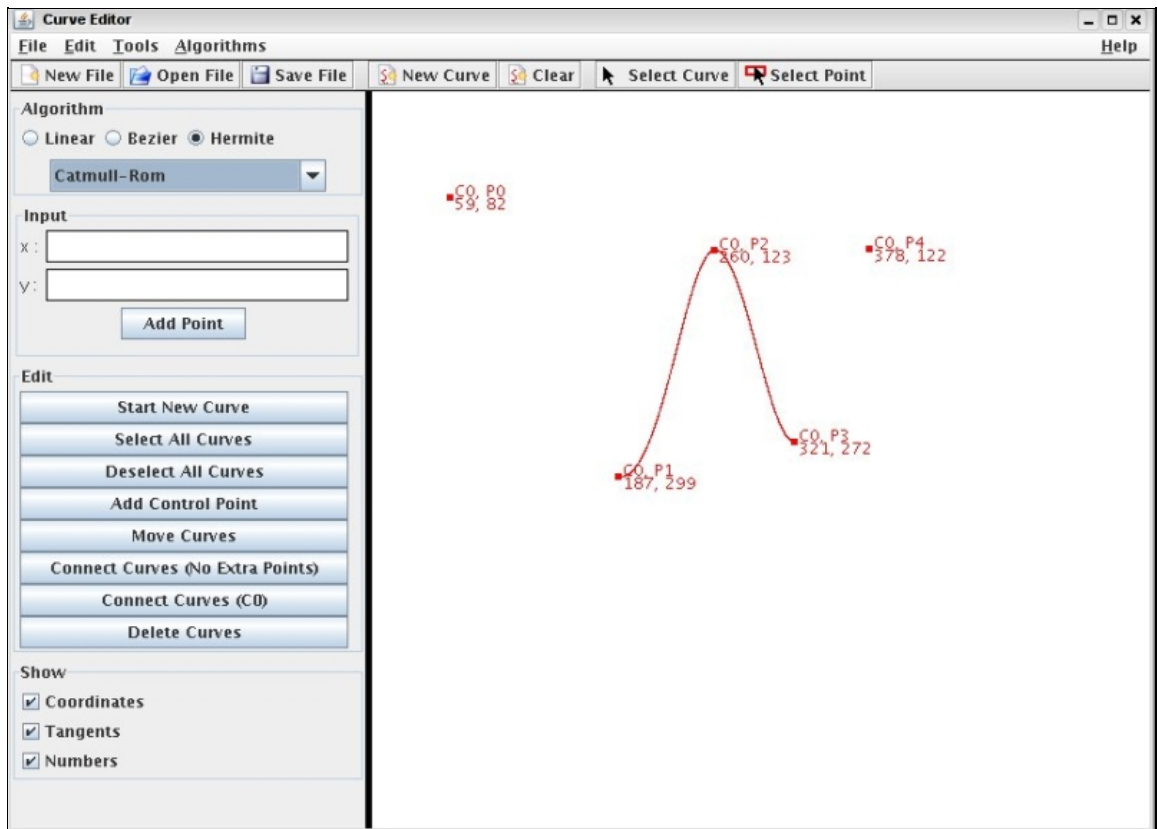 Curve Editor
File Edit Tools Algorithms Help
New File Open File Save File New Curve Clear Select Curve Select Point
Algorithm
Linear Bezier Hermite
Catmull-Rom
Input
x :
y :
Add Point
Edit
Start New Curve
Select All Curves
Deselect All Curves
Add Control Point
Move Curves
Connect Curves (No Extra Points)
Connect Curves (C0)
Delete Curves
Show
Coordinates
Tangents
Numbers
C0, P0
59, 82
C0, P2
260, 123
C0, P4
378, 122
C0, P3
321, 272
C0, P1
187, 299